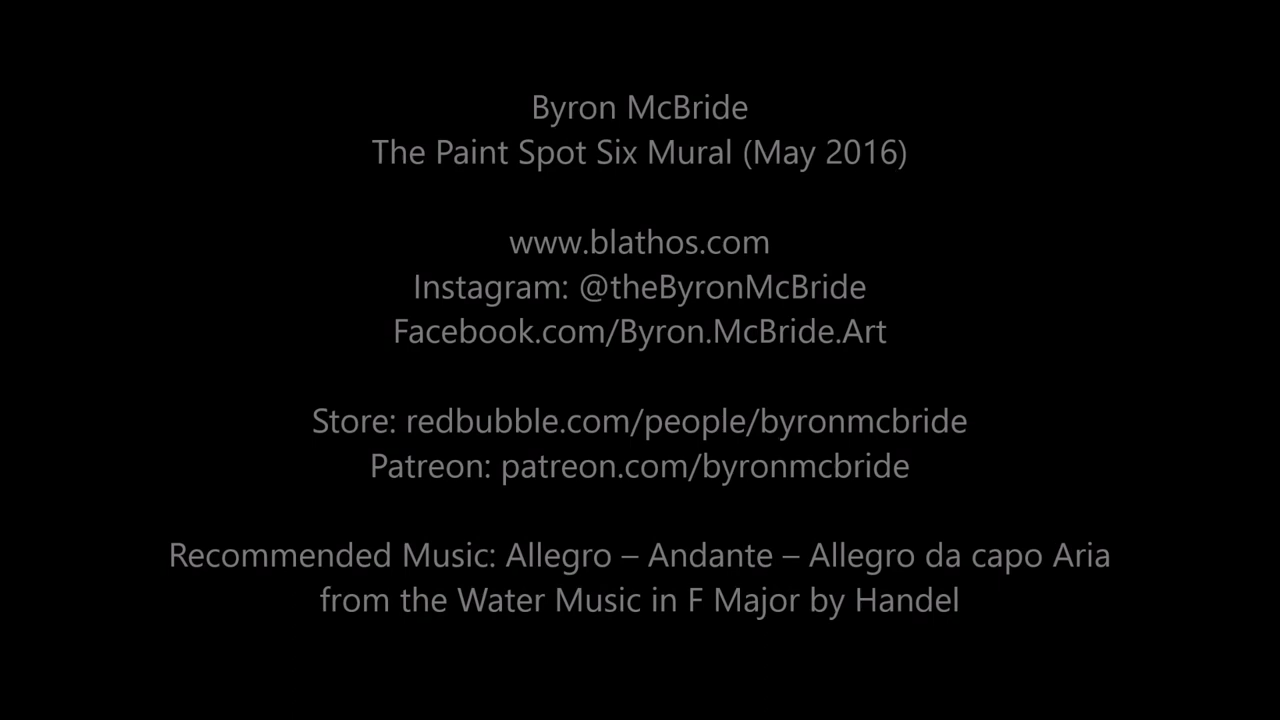 Byron McBride
The Paint Spot Six Mural (May 2016)
www.blathos.com
Instagram: @theByronMcBride
Facebook.com/Byron.McBride.Art
Store: redbubble.com/people/byronmcbride
Patreon: patreon.com/byronmcbride
Recommended Music: Allegro – Andante – Allegro da capo Aria
from the Water Music in F Major by Handel